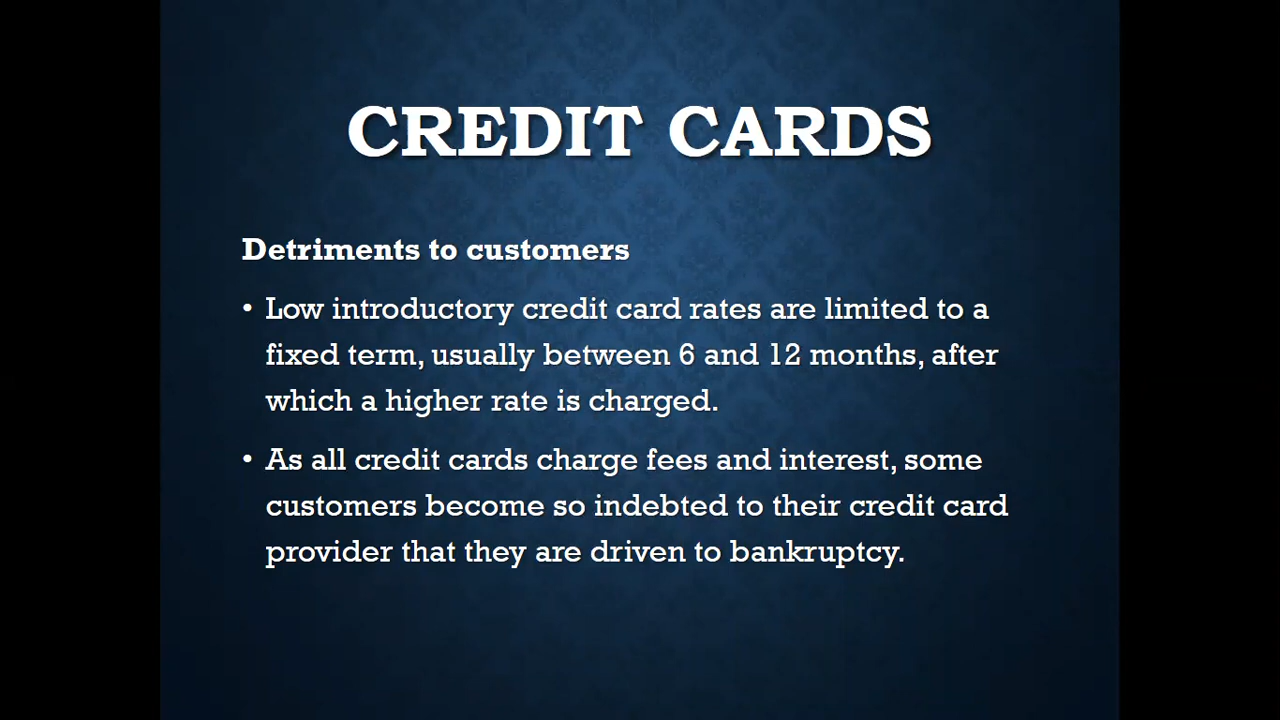 CREDIT CARDS
Detriments to customers
• Low introductory credit card rates are limited to a
fixed term, usually between 6 and 12 months, after
which a higher rate is charged.
• As all credit cards charge fees and interest, some
customers become so indebted to their credit card
provider that they are driven to bankruptcy.